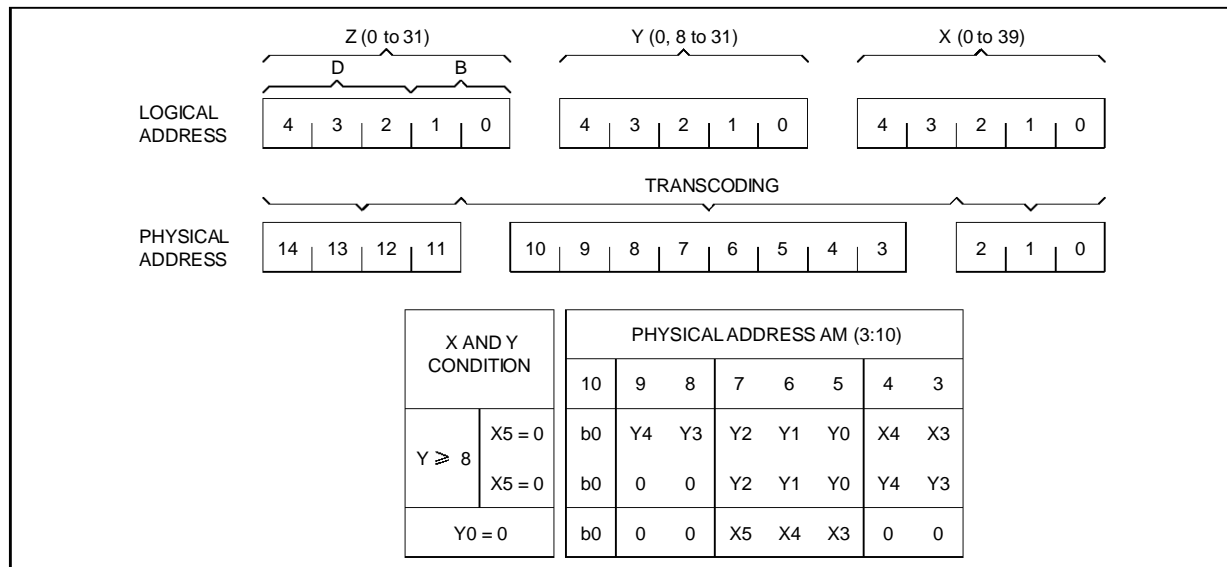 Z (0 to 31) Y (0, 8 to 31) X (0 to 39)
D B
LOGICAL
ADDRESS
4 3 2 1 0 4 3 2 1 0 4 3 2 1 0
TRANSCODING
PHYSICAL
ADDRESS
14 13 12 11 10 9 8 7 6 5 4 3 2 1 0
X AND Y
CONDITION
PHYSICAL ADDRESS AM (3:10)
10 9 8 7 6 5 4 3
Y ⩾ 8
X5 = 0 b0 Y4 Y3 Y2 Y1 Y0 X4 X3
X5 = 0 b0 0 0 Y2 Y1 Y0 Y4 Y3
Y0 = 0 b0 0 0 X5 X4 X3 0 0